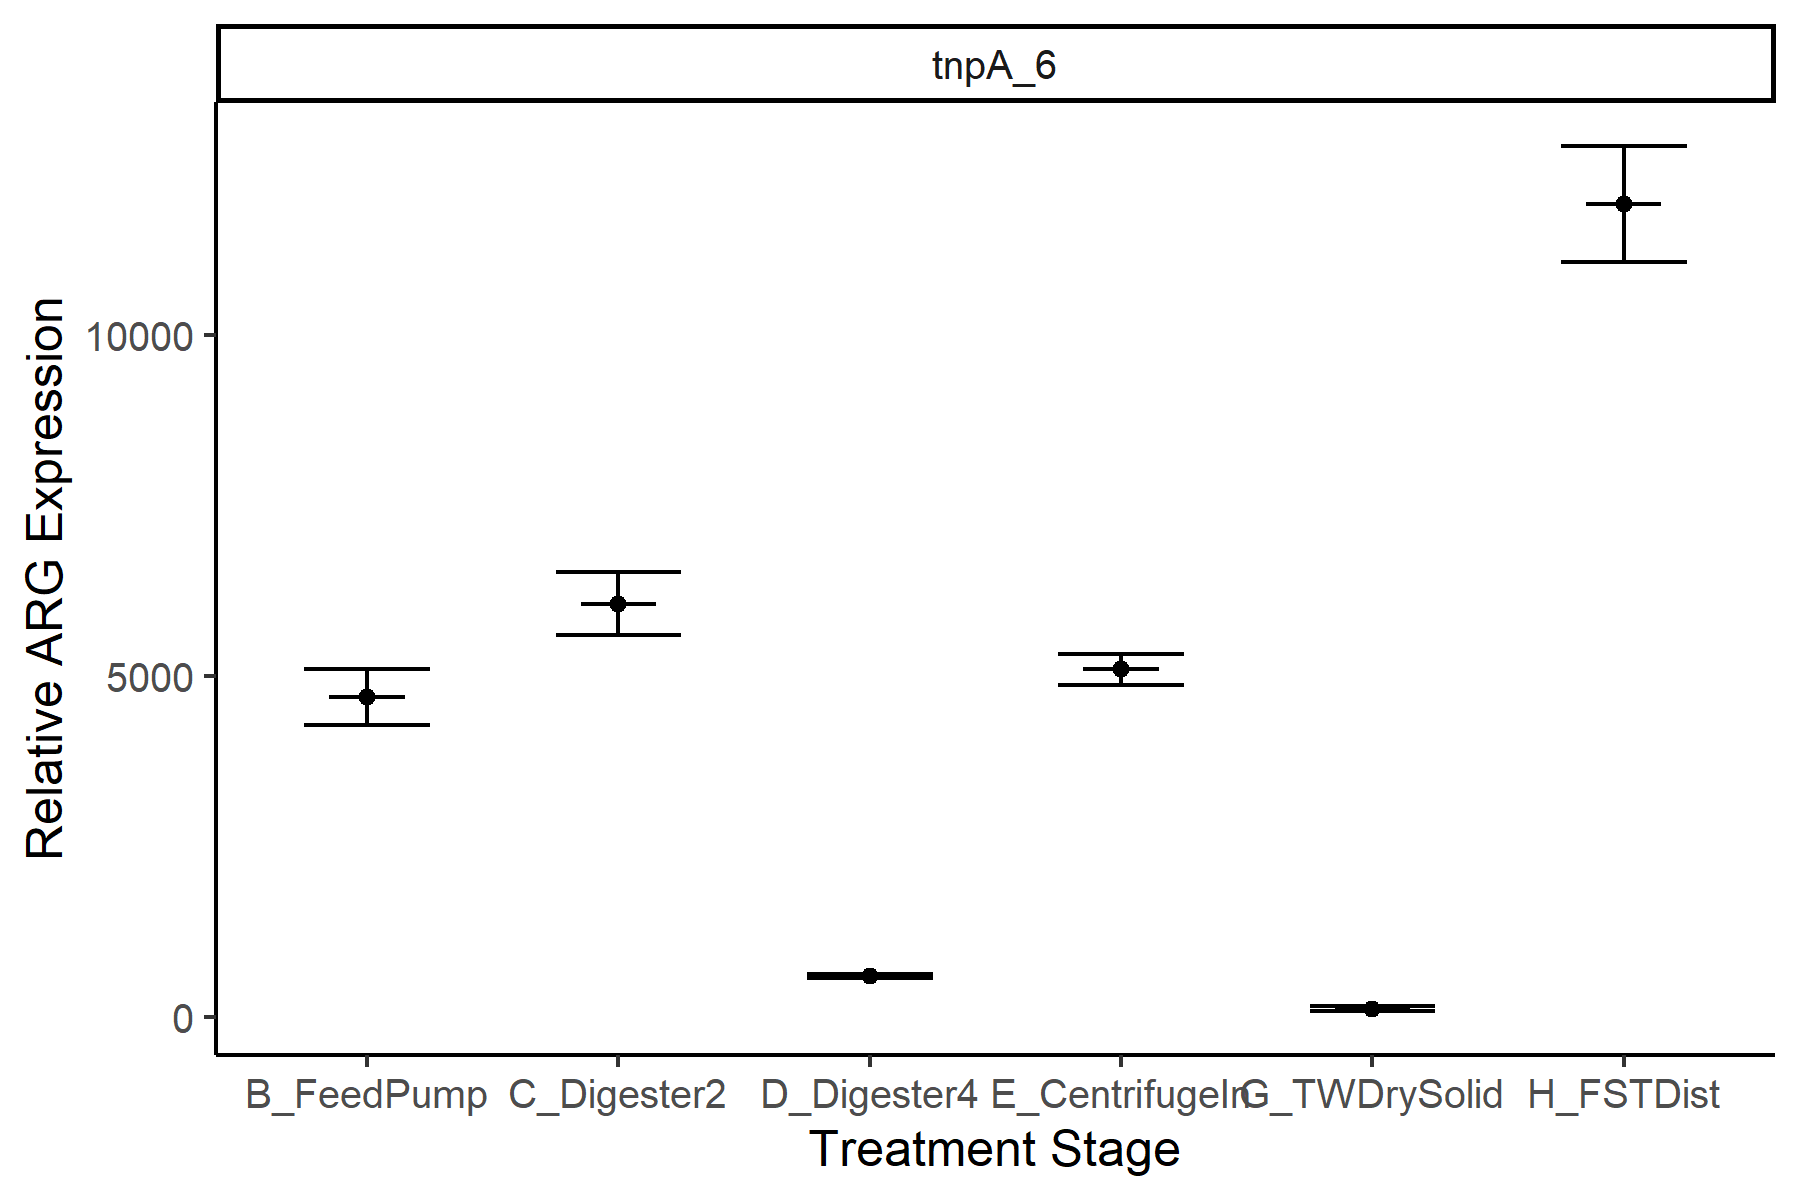 tnpA_6
Relative ARG Expression
10000
5000
0
B_FeedPump C_Digester2 D_Digester4 E_CentrifugeIn G_TWDrySolid H_FSTDist
Treatment Stage